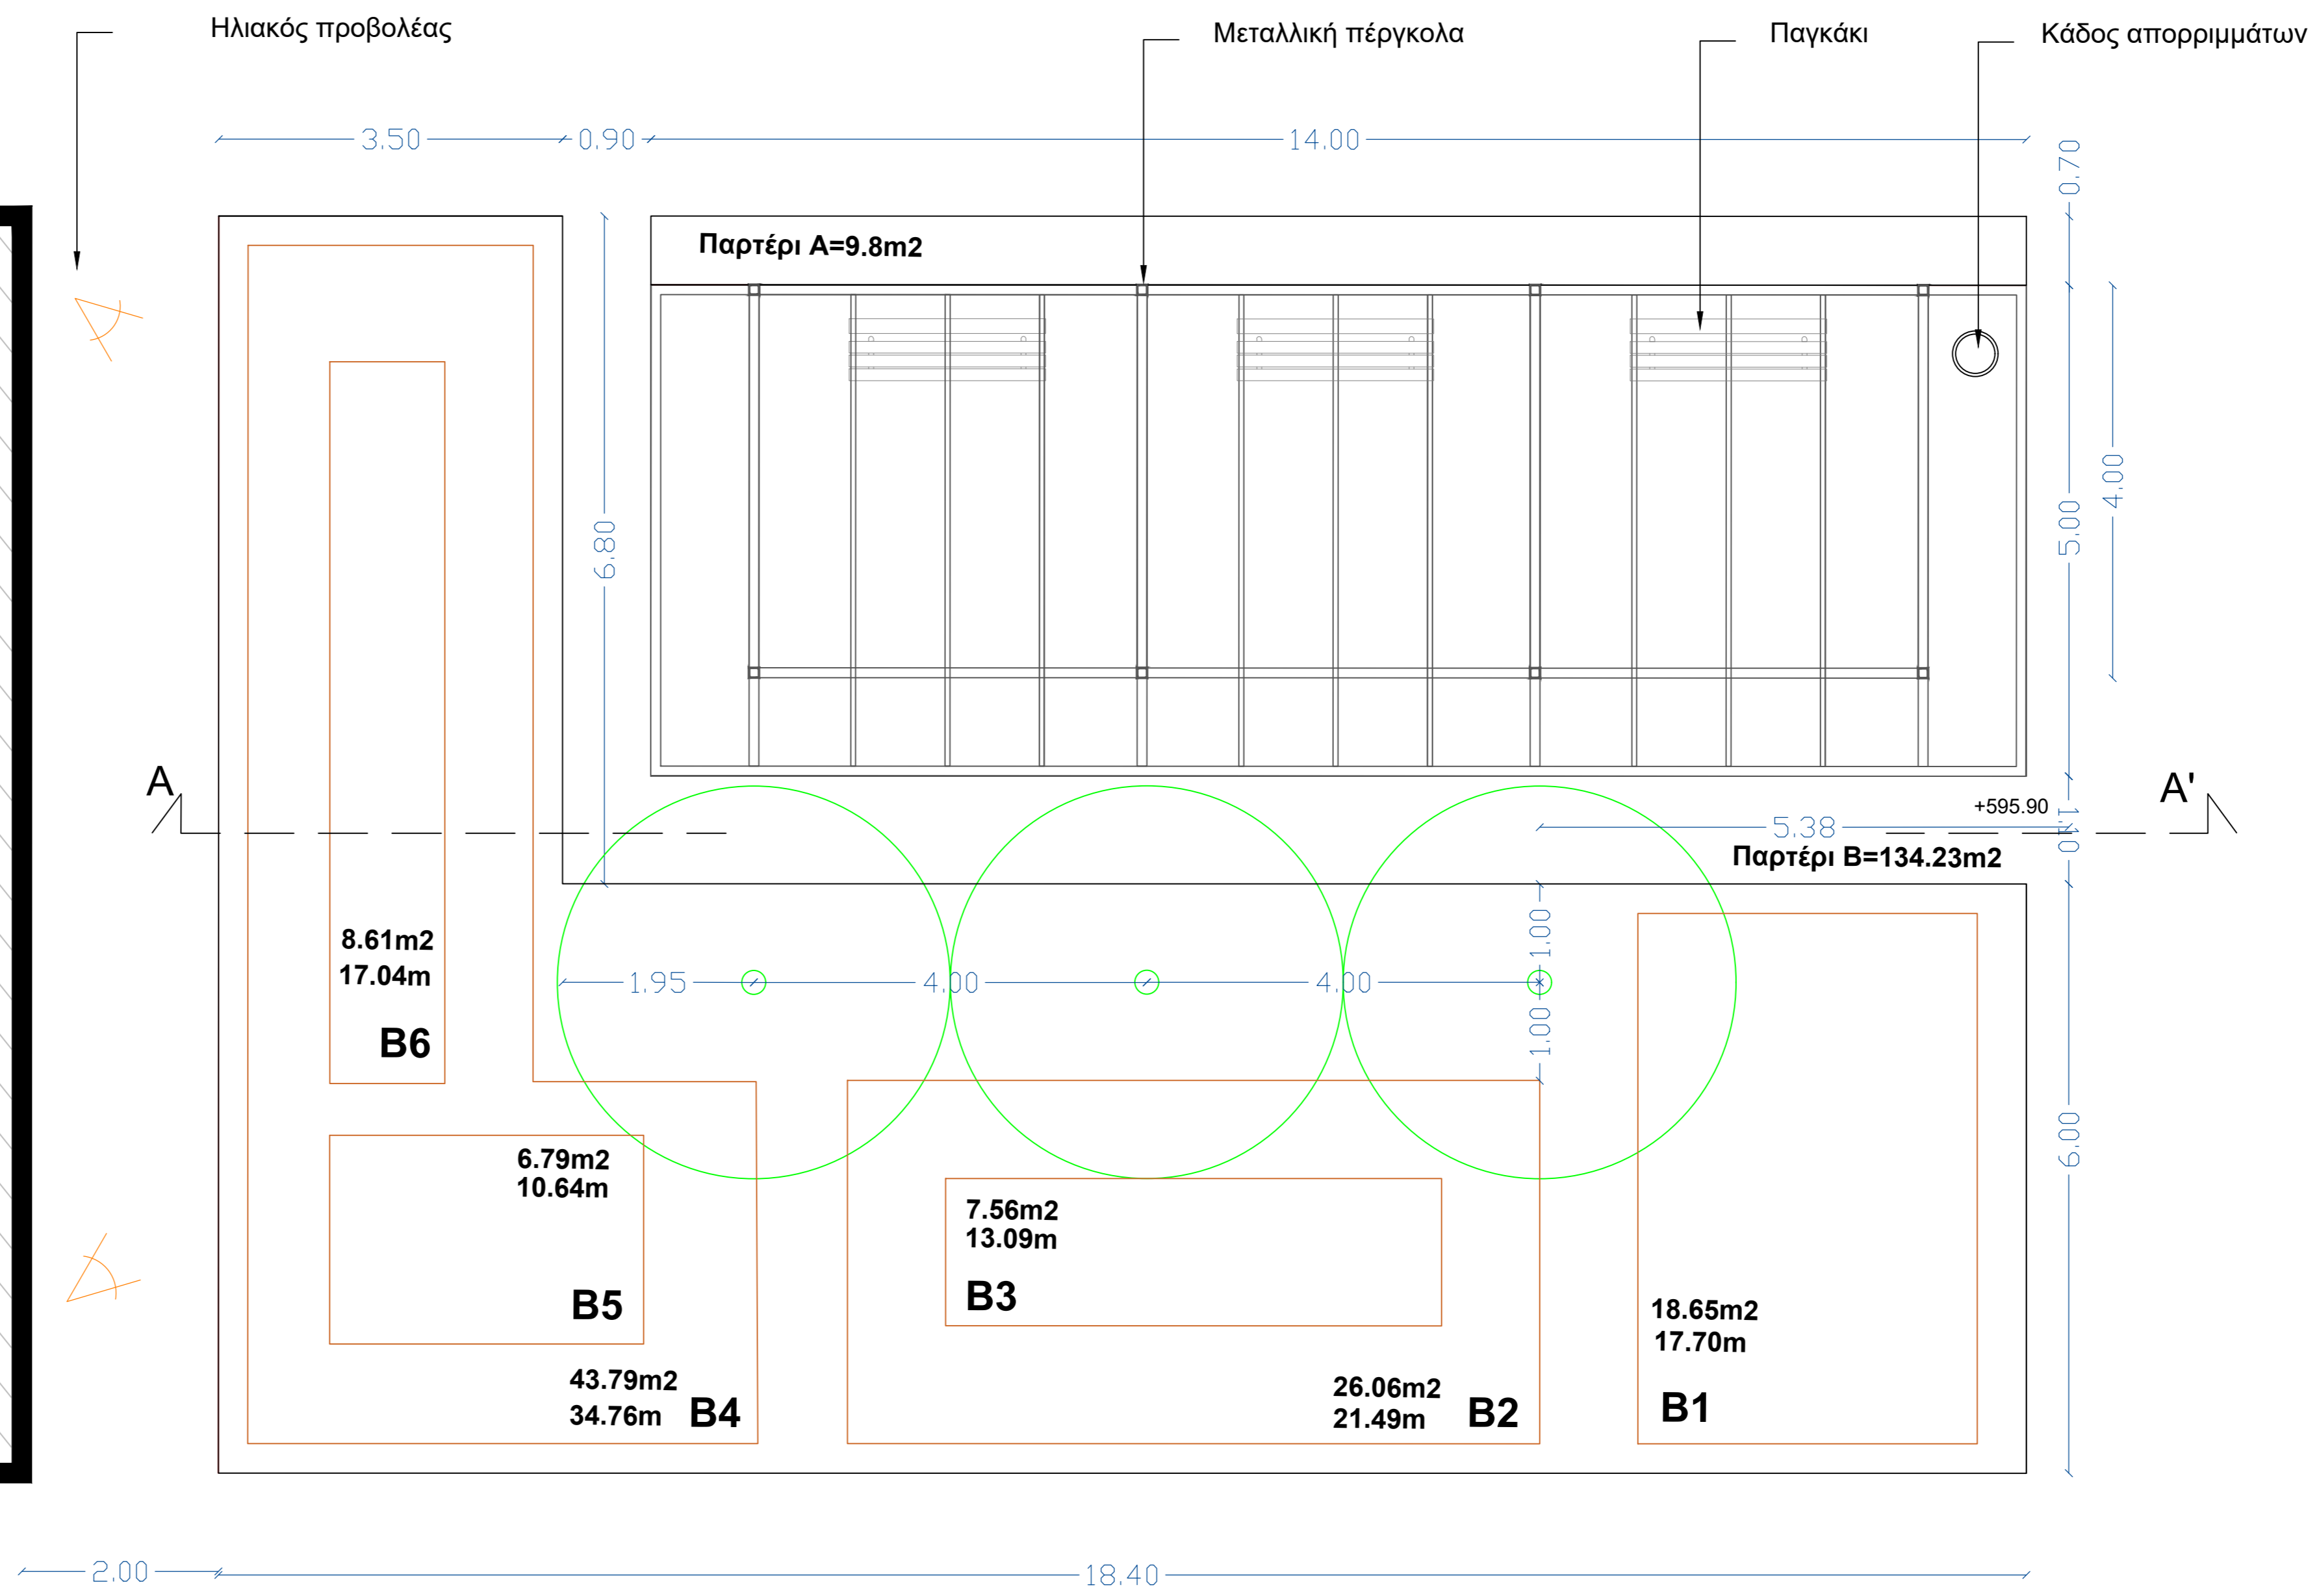 Ηλιακός προβολέας
Μεταλλική πέργκολα
Παγκάκι
Κάδος απορριμμάτων
3.50
0.90
14.00
0.70
Παρτέρι Α=9.8m2
6.80
5.00
4.00
A
A'
+595.90
5.38
1.10
Παρτέρι Β=134.23m2
8.61m2
17.04m
B6
1.95
4.00
4.00
1.00
1.00
6.00
6.79m2
10.64m
B5
7.56m2
13.09m
B3
18.65m2
17.70m
B1
43.79m2
34.76m
B4
26.06m2
21.49m
B2
2.00
18.40